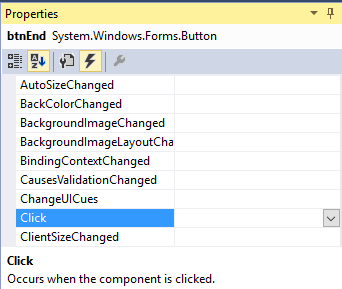 Properties
btnEnd System.Windows.Forms.Button
AutoSizeChanged
BackColorChanged
BackgroundImageChanged
BackgroundImageLayoutCha
BindingContextChanged
CausesValidationChanged
ChangeUICues
Click
ClientSizeChanged
Click
Occurs when the component is clicked.